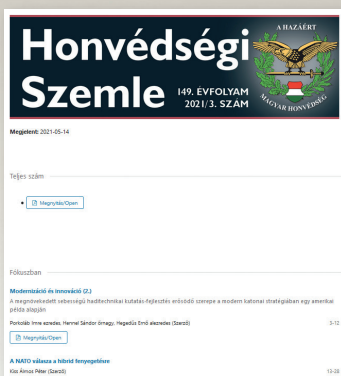 Honvédségi
Szemle
149. ÉVFOLYAM
2021/3. SZÁM
A HAZÁÉRT
MAGYAR HONVÉDSÉG
Megjelent: 2021-05-14
Teljes szám
Megnyitás/Open
Fókuszban
Modernizáció és innováció (2.)
A megnövekedett sebességű haditechnikai kutatás-fejlesztés erősödő szerepe a modern katonai stratégiában egy amerikai
példa alapján
Porkoláb Imre ezredes, Hennel Sándor őrnagy, Hegedűs Ernő alezredes (Szerző)
3-12
Megnyitás/Open
A NATO válasza a hibrid fenyegetésre
Kiss Álmos Péter (Szerző)
13-28